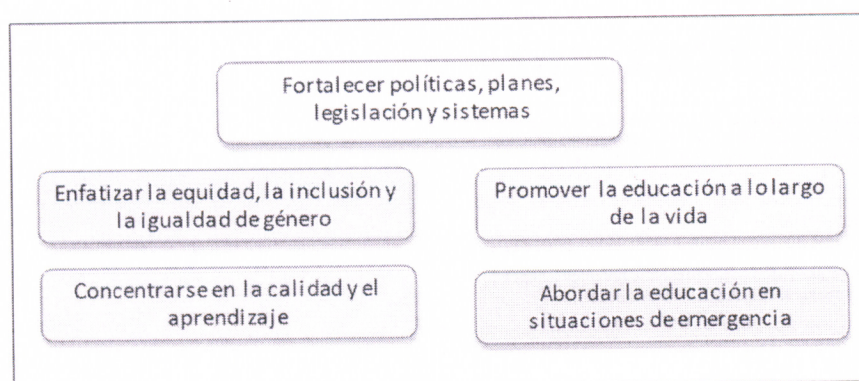 Fortalecer políticas, planes,
legislación y sistemas
Enfatizar la equidad, la inclusión y
la igualdad de género
Promover la educación a lo largo
de la vida
Concentrarse en la calidad y el
aprendizaje
Abordar la educación en
situaciones de emergencia